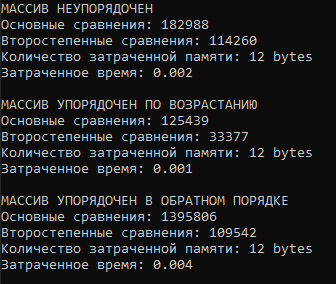 МАССИВ НЕУПОРЯДОЧЕН
Основные сравнения: 182988
Второстепенные сравнения: 114260
Количество затраченной памяти: 12 bytes
Затраченное время: 0.002
МАССИВ УПОРЯДОЧЕН ПО ВОЗРАСТАНИЮ
Основные сравнения: 125439
Второстепенные сравнения: 33377
Количество затраченной памяти: 12 bytes
Затраченное время: 0.001
МАССИВ УПОРЯДОЧЕН В ОБРАТНОМ ПОРЯДКЕ
Основные сравнения: 1395806
Второстепенные сравнения: 109542
Количество затраченной памяти: 12 bytes
Затраченное время: 0.004